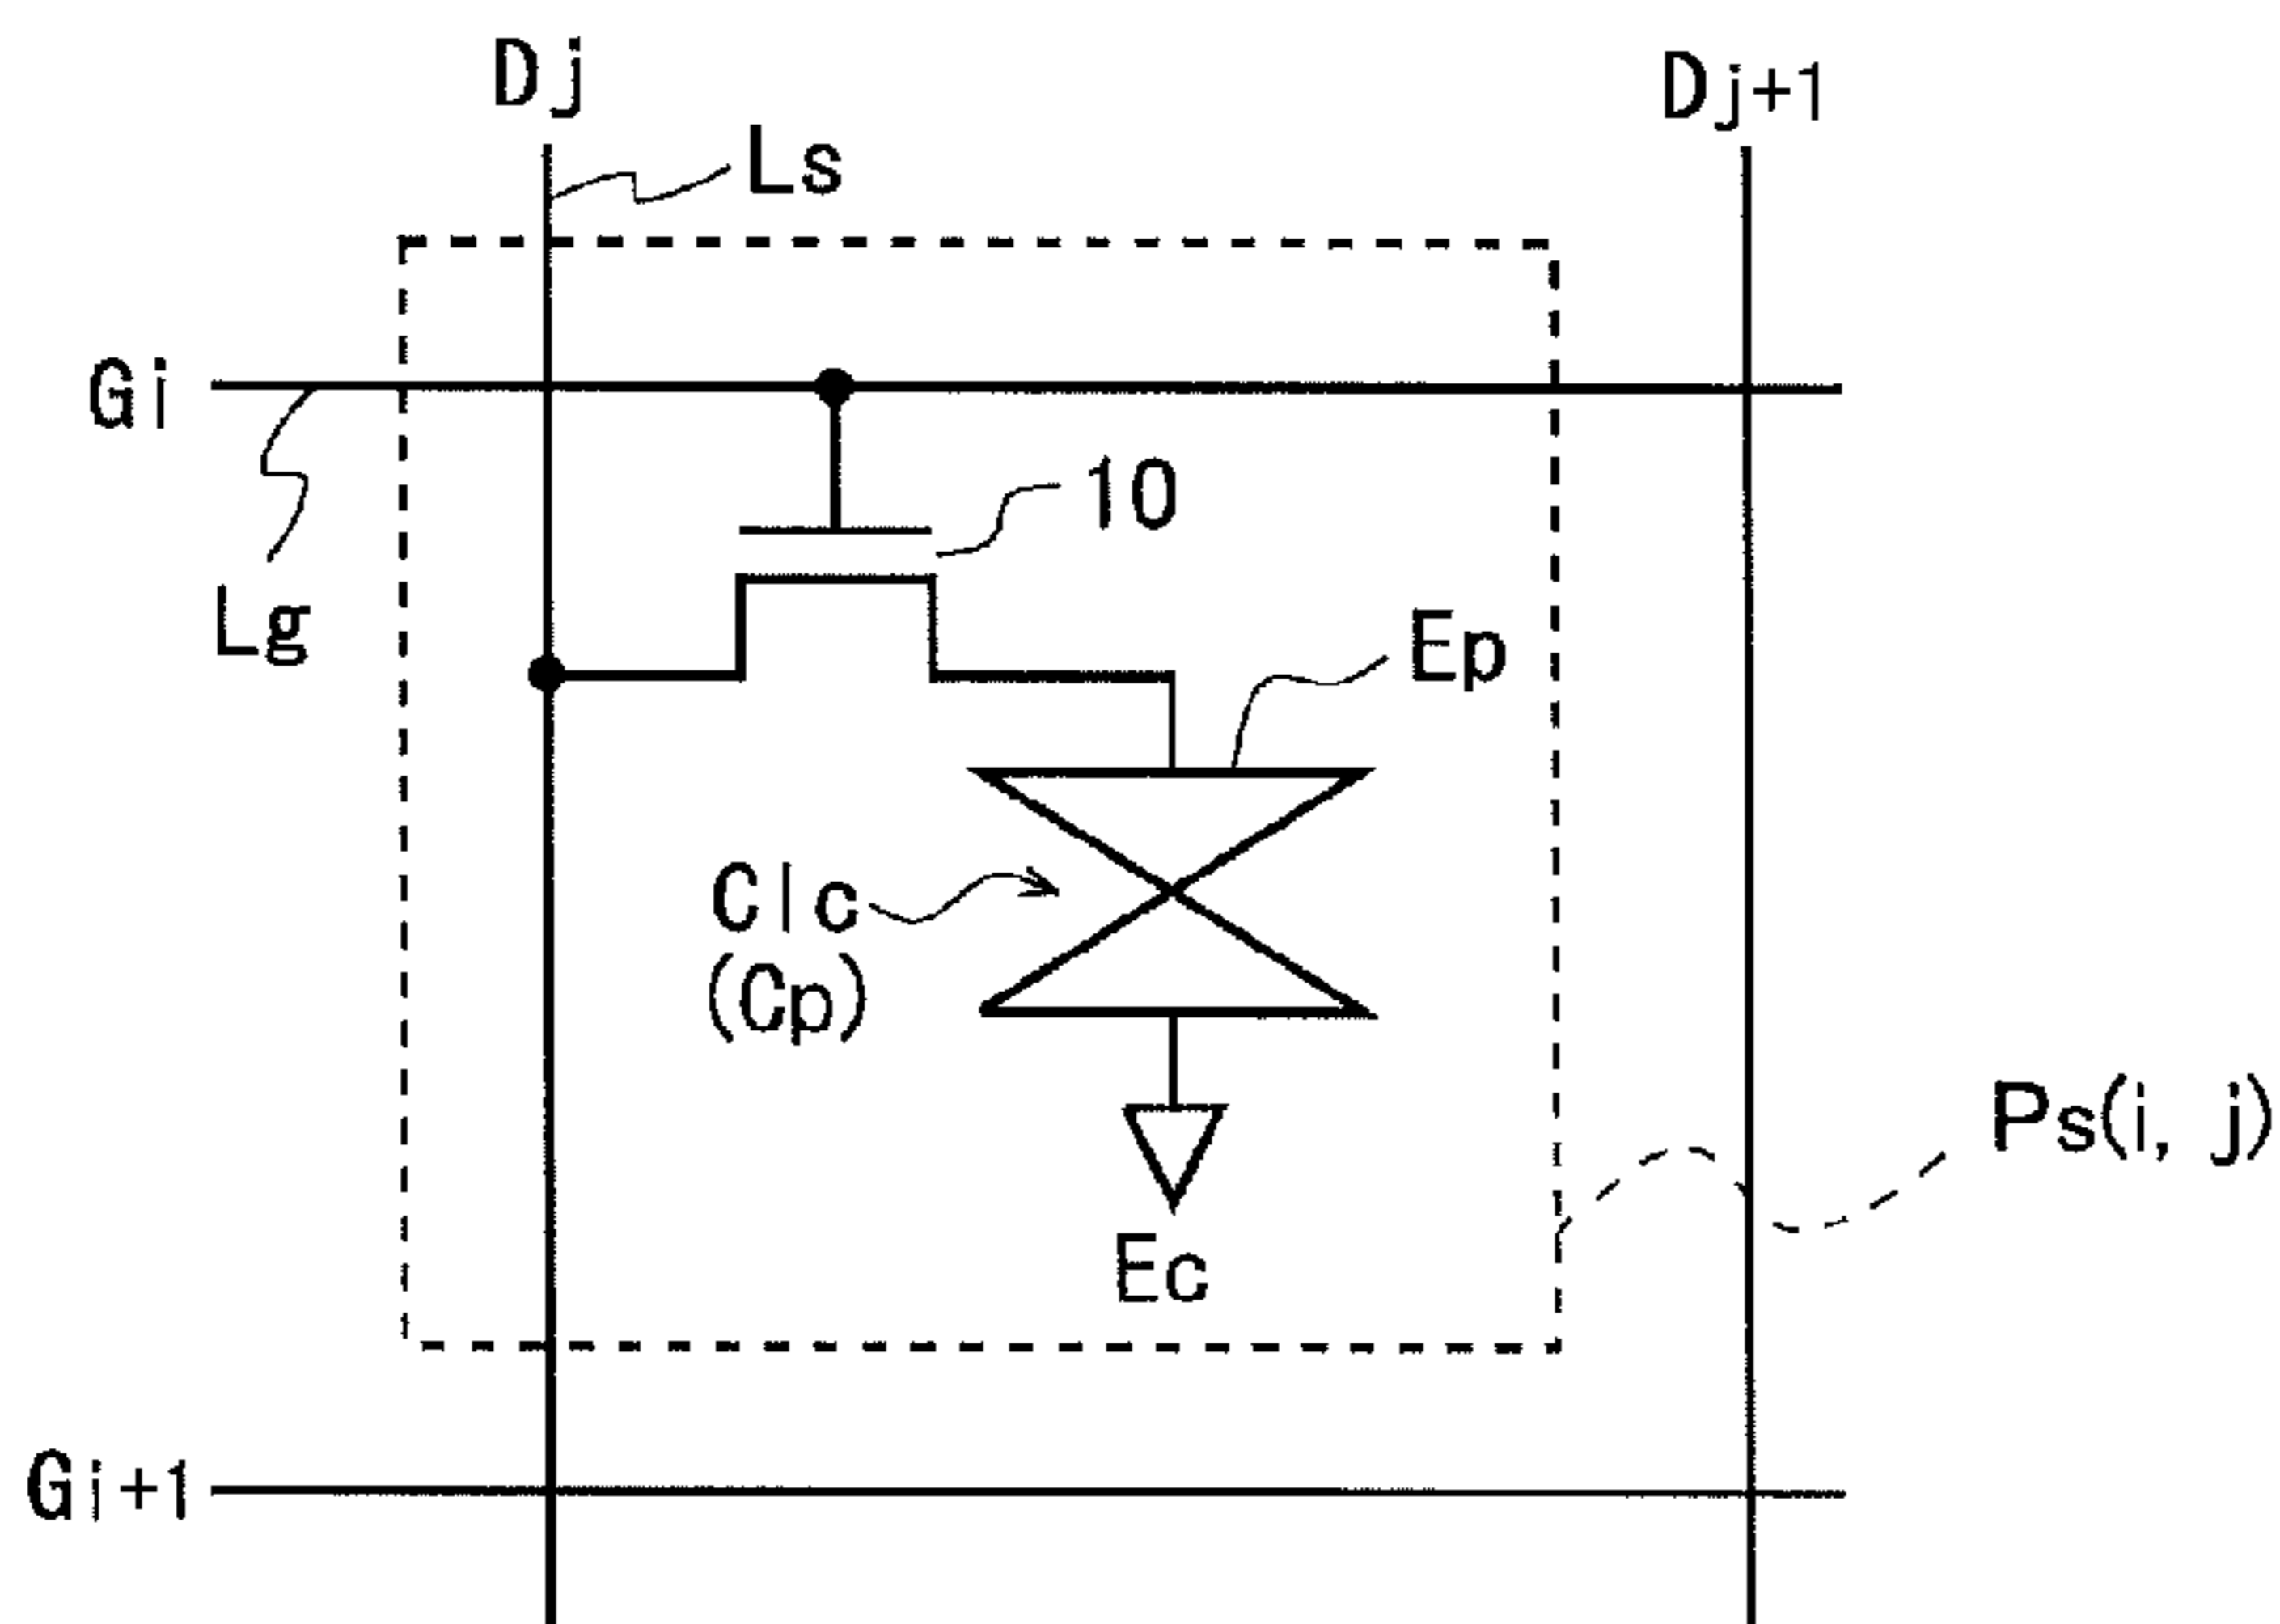 Dj
Dj+1
Ls
Gi
10
Lg
Ep
Clc
(Cp)
Ps(i, j)
Ec
Gi+1